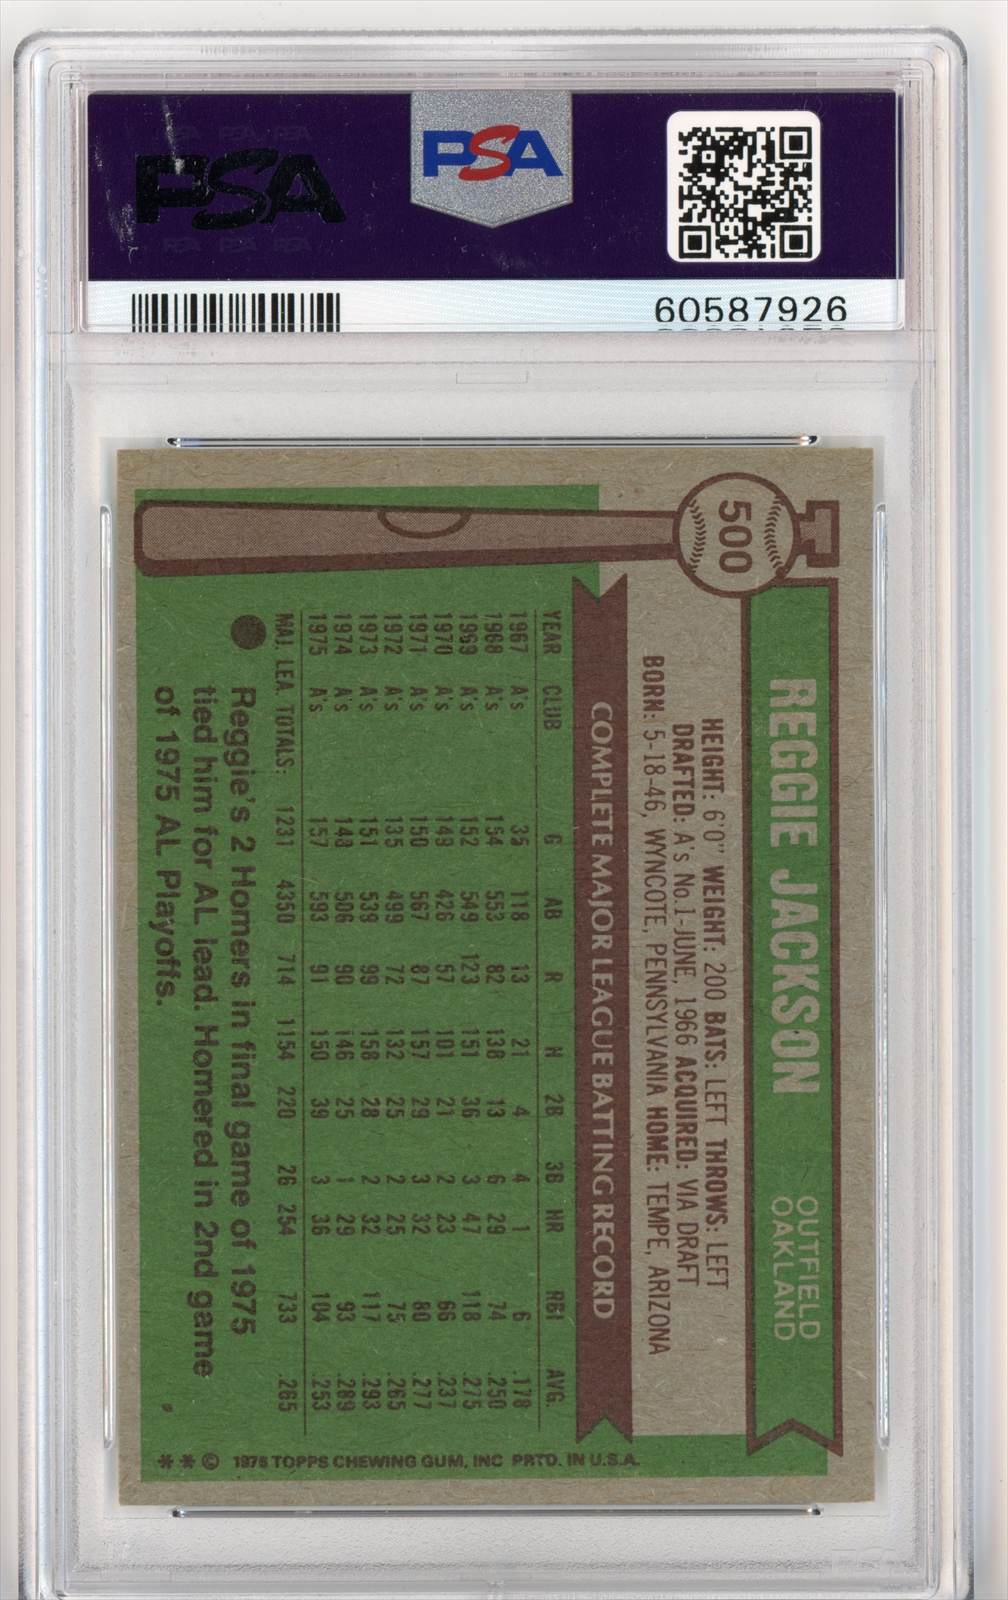 PSA
PSA
60587926
500
REGGIE JACKSON
OUTFIELD
OAKLAND
HEIGHT: 6'0" WEIGHT: 200 BATS: LEFT THROWS: LEFT
DRAFTED: A's No.1-JUNE, 1966 ACQUIRED: VIA DRAFT
BORN: 5-18-46, WYNCOTE, PENNSYLVANIA HOME: TEMPE, ARIZONA
COMPLETE MAJOR LEAGUE BATTING RECORD
YEAR CLUB G AB R H 2B 3B HR RBI AVG.
1967 A's 35 118 13 21 4 4 1 6 .178
1968 A's 154 553 82 138 13 6 29 74 .250
1969 A's 152 549 123 151 36 3 47 118 .275
1970 A's 149 426 57 101 21 2 23 66 .237
1971 A's 150 567 87 157 29 3 32 80 .277
1972 A's 135 499 72 132 25 2 25 75 .265
1973 A's 151 539 99 158 28 2 32 117 .293
1974 A's 148 506 90 146 25 1 29 93 .289
1975 A's 157 593 91 150 39 3 36 104 .253
MAJ. LEA. TOTALS: 1231 4350 714 1154 220 26 254 733 .265
Reggie's 2 Homers in final game of 1975
tied him for AL lead. Homered in 2nd game
of 1975 AL Playoffs.
** © 1976 TOPPS CHEWING GUM, INC PRTD. IN U.S.A.